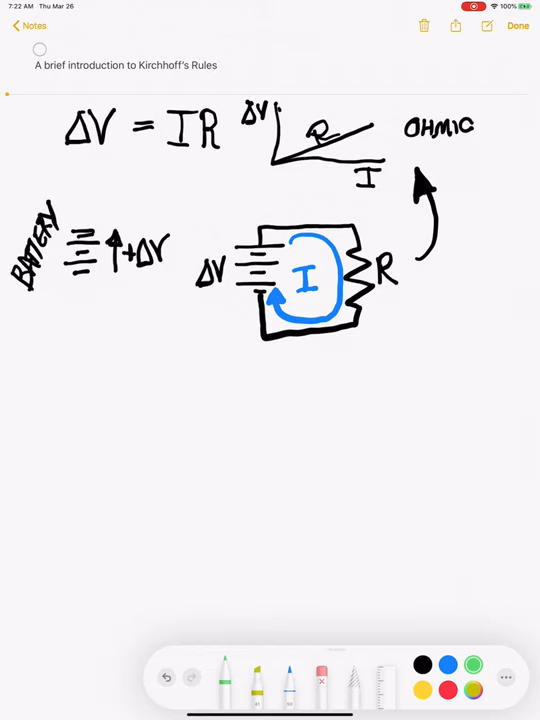 7:22 AM Thu Mar 26
100%
Notes
Done
A brief introduction to Kirchhoff's Rules
ΔV = IR
ΔV
R
I
OHMIC
BATTERY
+ΔV
ΔV
I
R